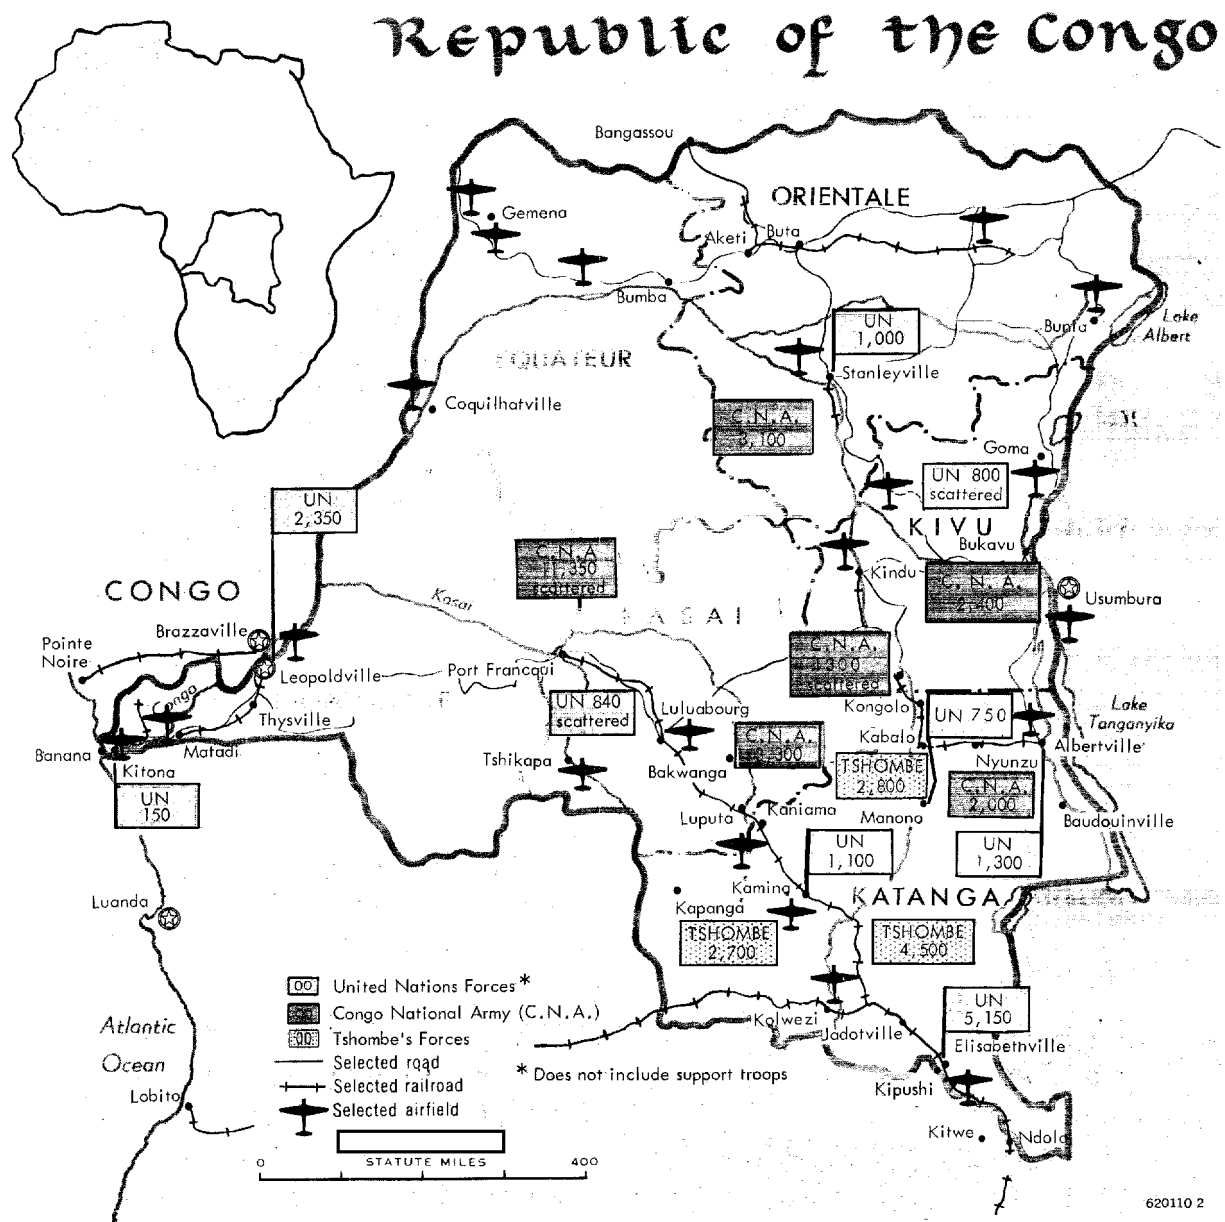 Republic of the Congo
Bangassou
ORIENTALE
Gemena
Aketi
Buta
Bumba
Bunia
Lake
Albert
UN
1,000
EQUATEUR
Stanleyville
Coquilhatville
C.N.A.
3,100
Goma
UN 800
scattered
UN
2,350
KIVU
Bukavu
C.N.A.
scattered
Kindu
C. N. A.
2,400
CONGO
Kasai
Usumbura
Brazzaville
KASAI
Pointe
Noire
C.N.A.
scattered
Port Francqui
Leopoldville
Congo
Kongolo
UN 750
Lake
Tanganyika
UN 840
scattered
Luluabourg
Thysville
Kabalo
Albertville
Banana
Matadi
C.N.A.
Nyunzu
Kitona
Tshikapa
Bakwanga
TSHOMBE
2,800
C.N.A.
2,000
UN
150
Luputa
Kaniama
Manono
Baudouinville
UN
1,100
UN
1,300
Luanda
Kamina
KATANGA
Kapanga
TSHOMBE
2,700
TSHOMBE
4,500
United Nations Forces*
Congo National Army (C.N.A.)
Tshombe's Forces
Selected road
Selected railroad
Selected airfield
STATUTE MILES
0 400
* Does not include support troops
Atlantic
Ocean
Lobito
Kolwezi
Jadotville
UN
5,150
Elisabethville
Kipushi
Kitwe
Ndola
620110 2